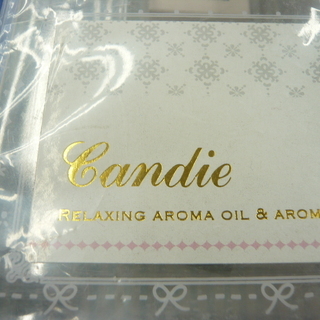 Candie
RELAXING AROMA OIL & AROM